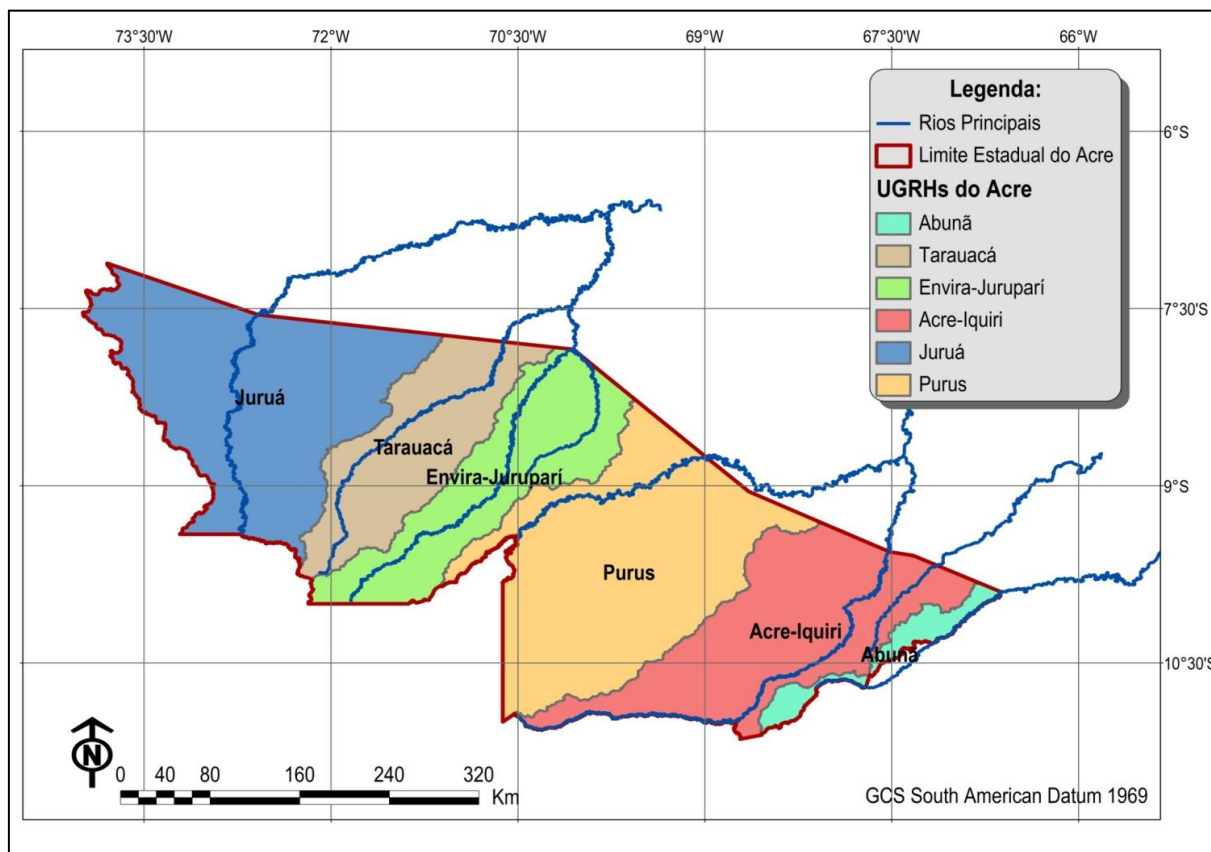 73°30'W 72°W 70°30'W 69°W 67°30'W 66°W
Legenda:
Rios Principais
Limite Estadual do Acre
UGRHs do Acre
Abunã
Tarauacá
Envira-Juruparí
Acre-Iquiri
Juruá
Purus
6°S
7°30'S
9°S
10°30'S
Juruá
Tarauacá
Envira-Juruparí
Purus
Acre-Iquiri
Abunã
N
0 40 80 160 240 320
Km
GCS South American Datum 1969